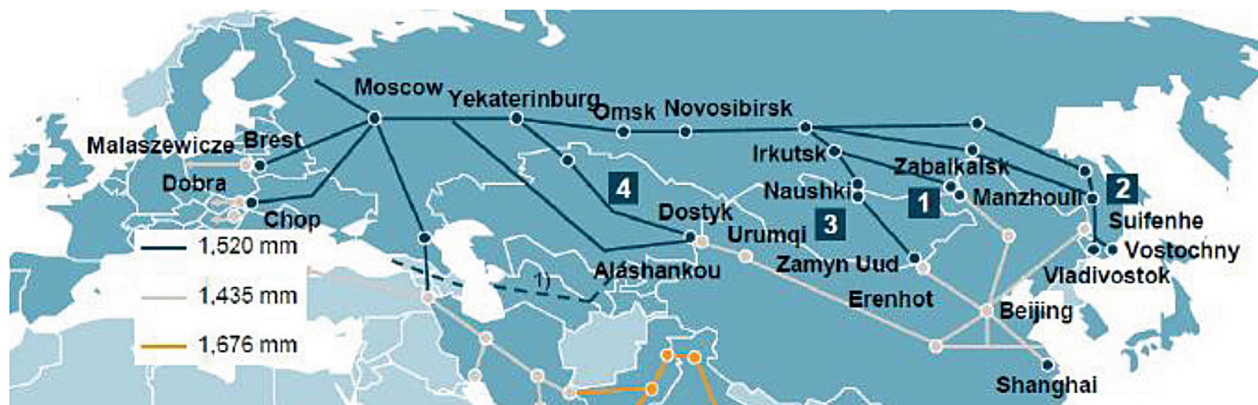 Moscow
Yekaterinburg
Omsk
Novosibirsk
Malaszewicze
Brest
Irkutsk
Zabaikalsk
Dobra
Naushki
Manzhouli
4
1
2
3
Chop
Dostyk
Urumqi
Suifenhe
1,520 mm
Zamyn Uud
Vostochny
Alashankou
Vladivostok
1)
1,435 mm
Erenhot
Beijing
1,676 mm
Shanghai